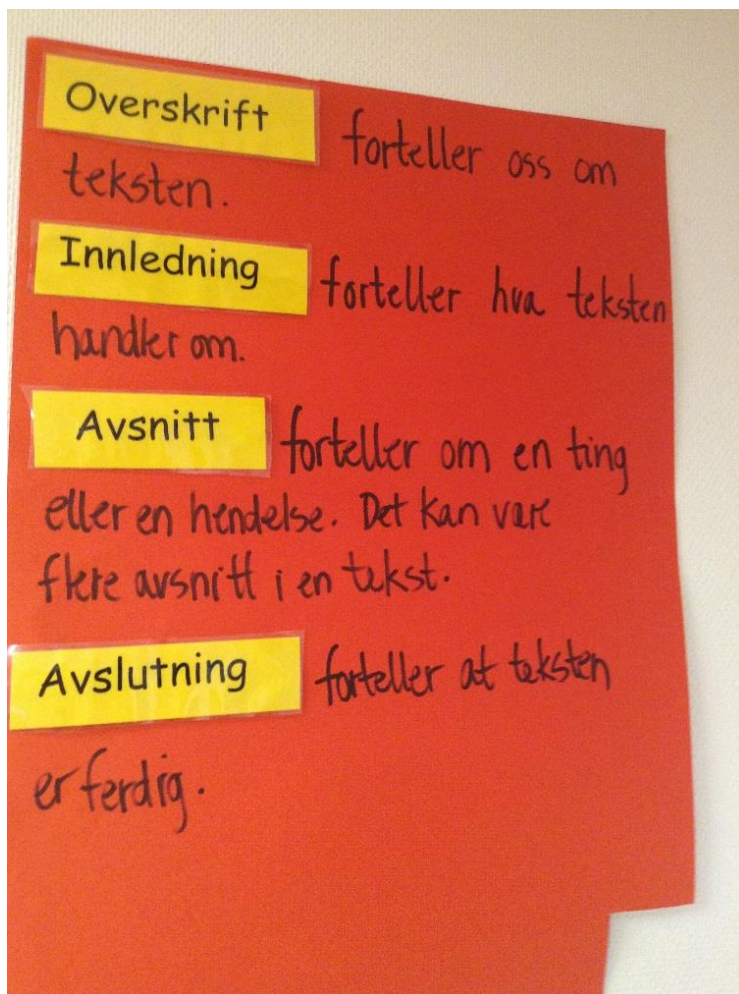 Overskrift forteller oss om
teksten.
Innledning forteller hva teksten
handler om.
Avsnitt forteller om en ting
eller en hendelse. Det kan være
flere avsnitt i en tekst.
Avslutning forteller at teksten
er ferdig.